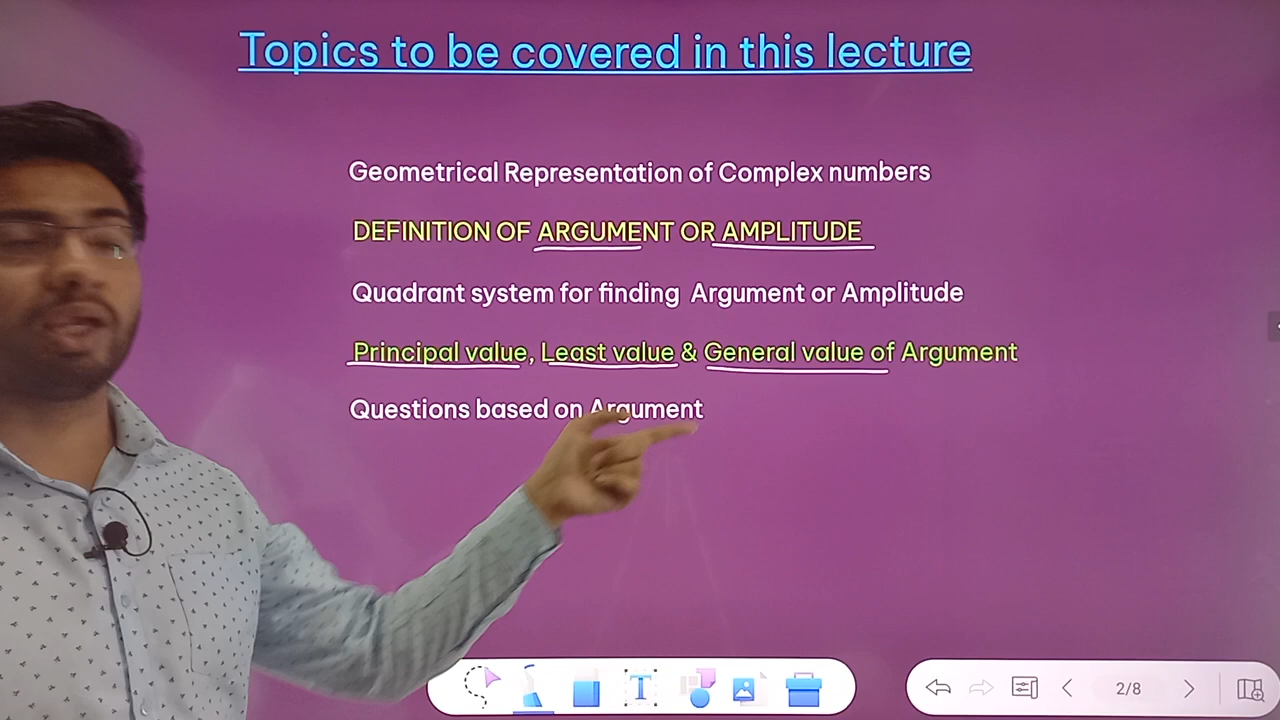 Topics to be covered in this lecture
Geometrical Representation of Complex numbers
DEFINITION OF ARGUMENT OR AMPLITUDE
Quadrant system for finding Argument or Amplitude
Principal value, Least value & General value of Argument
Questions based on Argument
T
2/8